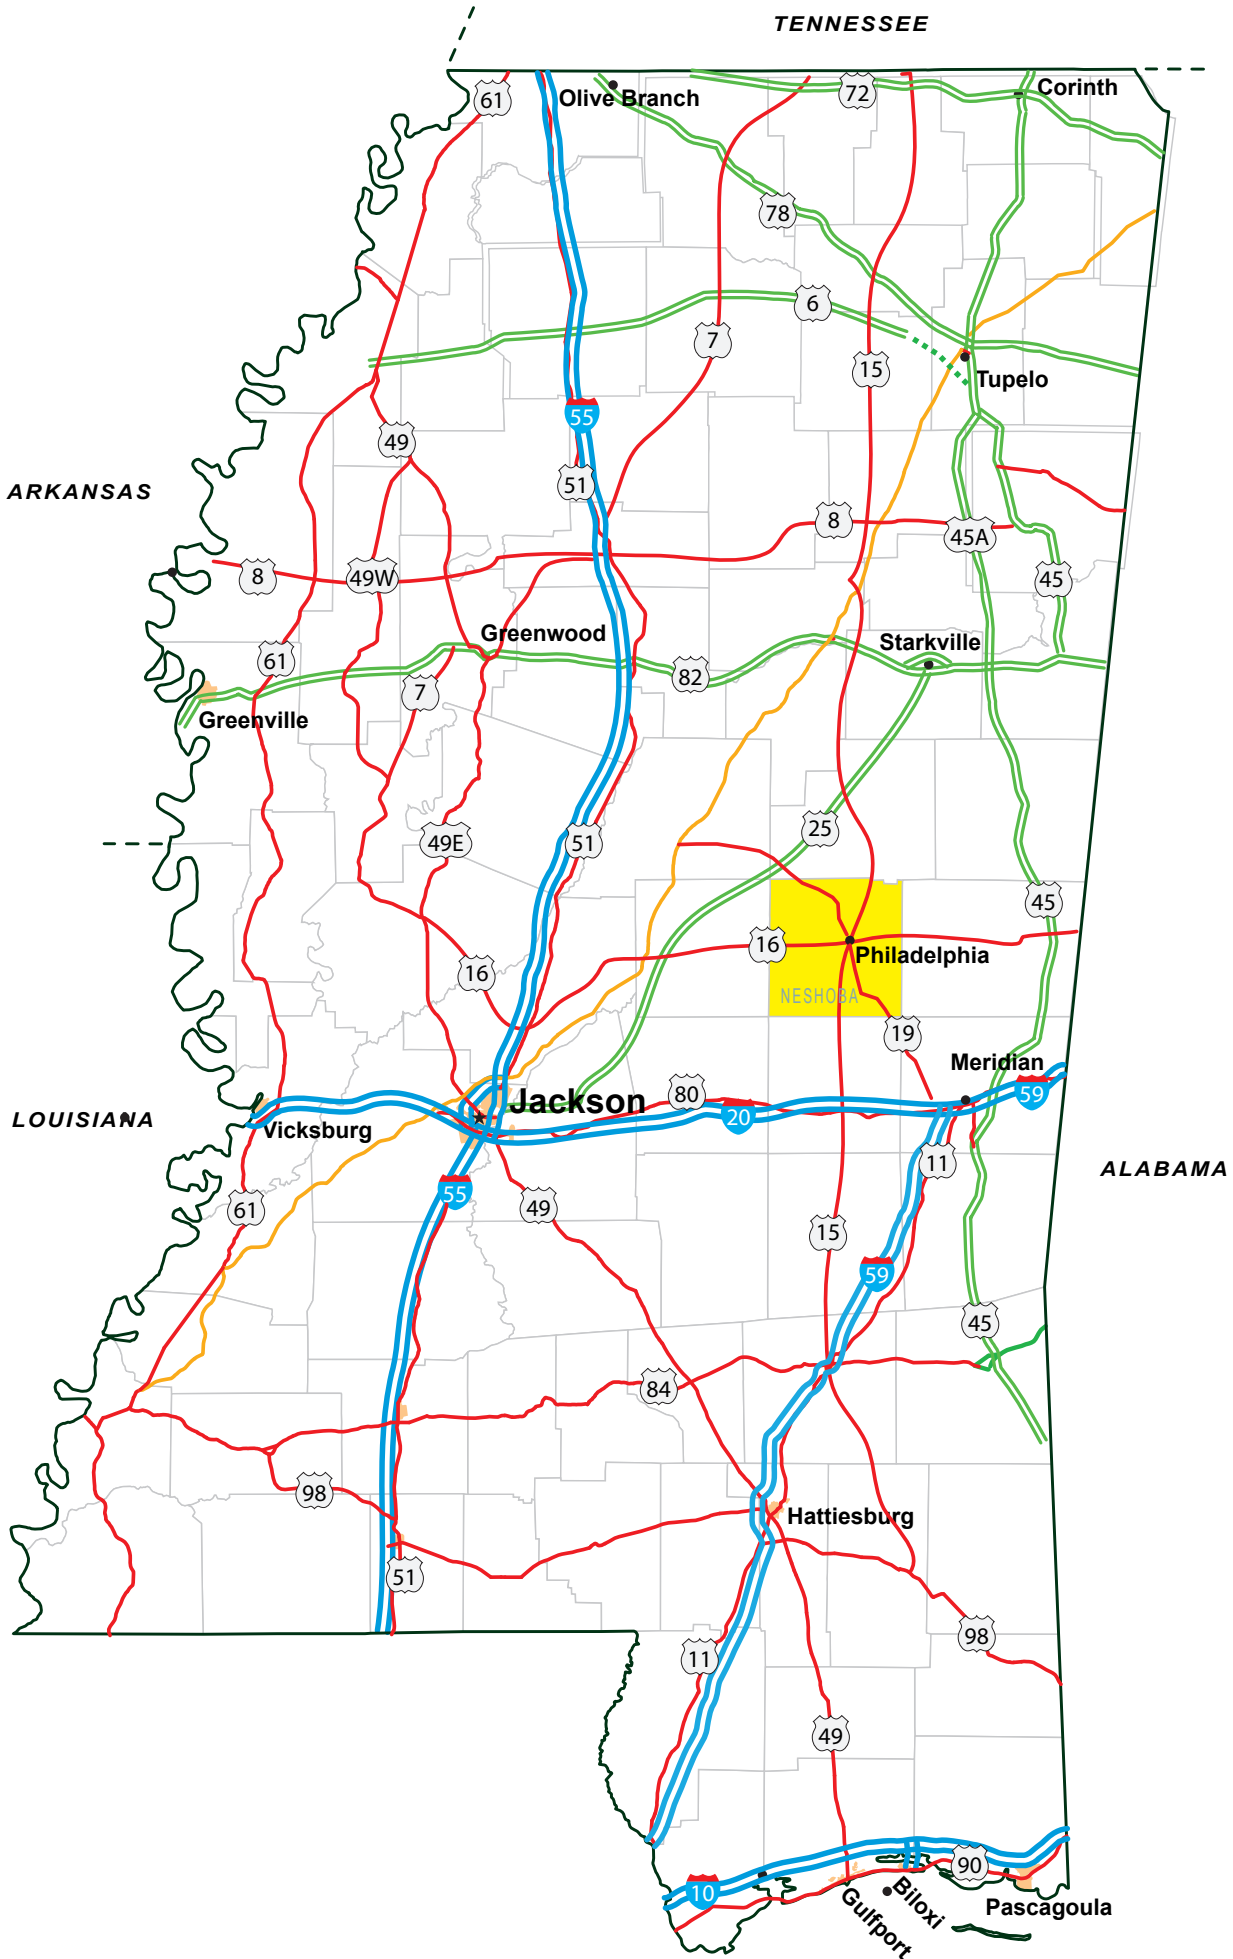 TENNESSEE
61
Olive Branch
72
Corinth
78
6
7
15
Tupelo
55
49
51
ARKANSAS
8
45A
8
49W
45
Greenwood
Starkville
61
82
7
Greenville
25
49E
51
45
16
Philadelphia
16
NESHOBA
19
Meridian
80
59
Jackson
20
LOUISIANA
Vicksburg
11
ALABAMA
55
61
49
15
59
45
84
98
Hattiesburg
51
98
11
49
90
10
Biloxi
Pascagoula
Gulfport